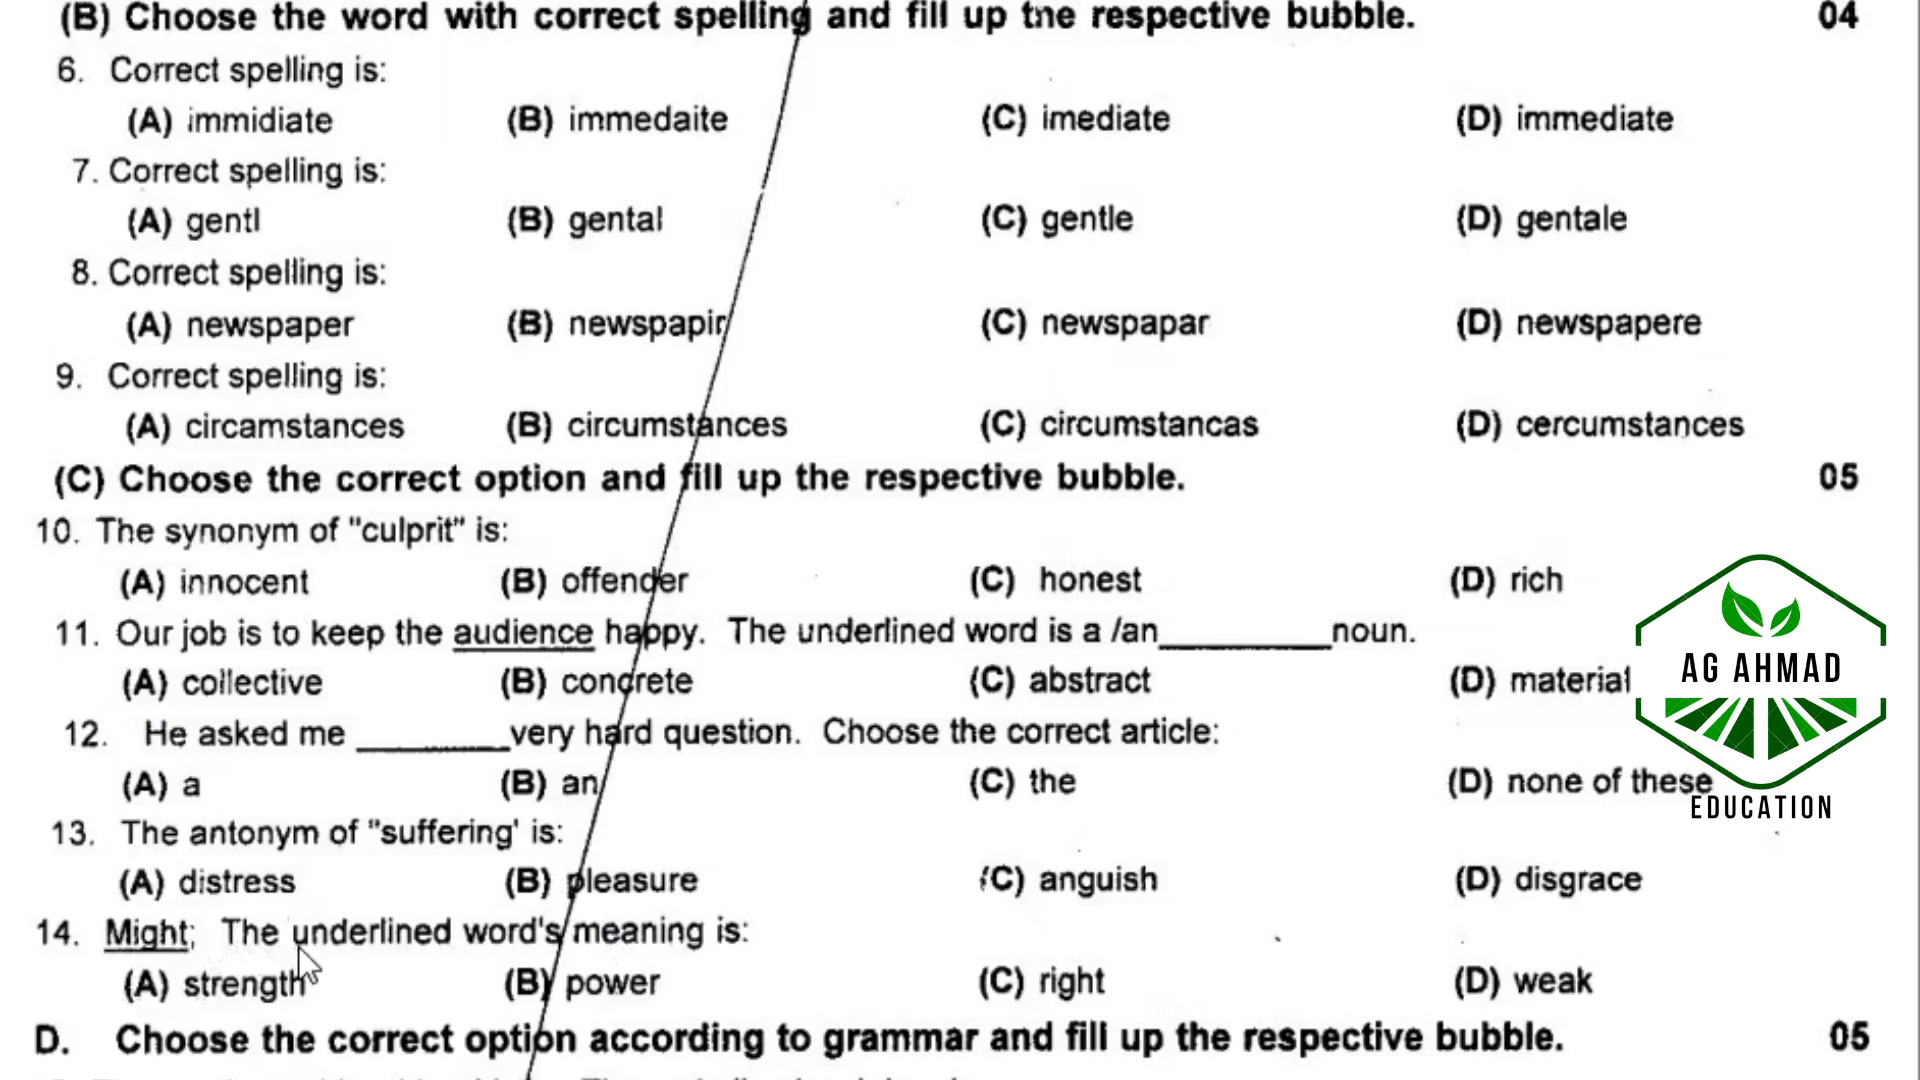 (B) Choose the word with correct spelling and fill up the respective bubble. 04
6. Correct spelling is:
(A) immidiate (B) immedaite (C) imediate (D) immediate
7. Correct spelling is:
(A) gentl (B) gental (C) gentle (D) gentale
8. Correct spelling is:
(A) newspaper (B) newspapir (C) newspapar (D) newspapere
9. Correct spelling is:
(A) circamstances (B) circumstances (C) circumstancas (D) cercumstances
(C) Choose the correct option and fill up the respective bubble. 05
10. The synonym of "culprit" is:
(A) innocent (B) offender (C) honest (D) rich
11. Our job is to keep the audience happy. The underlined word is a /an__________noun.
(A) collective (B) concrete (C) abstract (D) material
12. He asked me _________very hard question. Choose the correct article:
(A) a (B) an (C) the (D) none of these
13. The antonym of "suffering' is:
(A) distress (B) pleasure (C) anguish (D) disgrace
14. Might; The underlined word's meaning is:
(A) strength (B) power (C) right (D) weak
D. Choose the correct option according to grammar and fill up the respective bubble. 05
AG AHMAD
EDUCATION